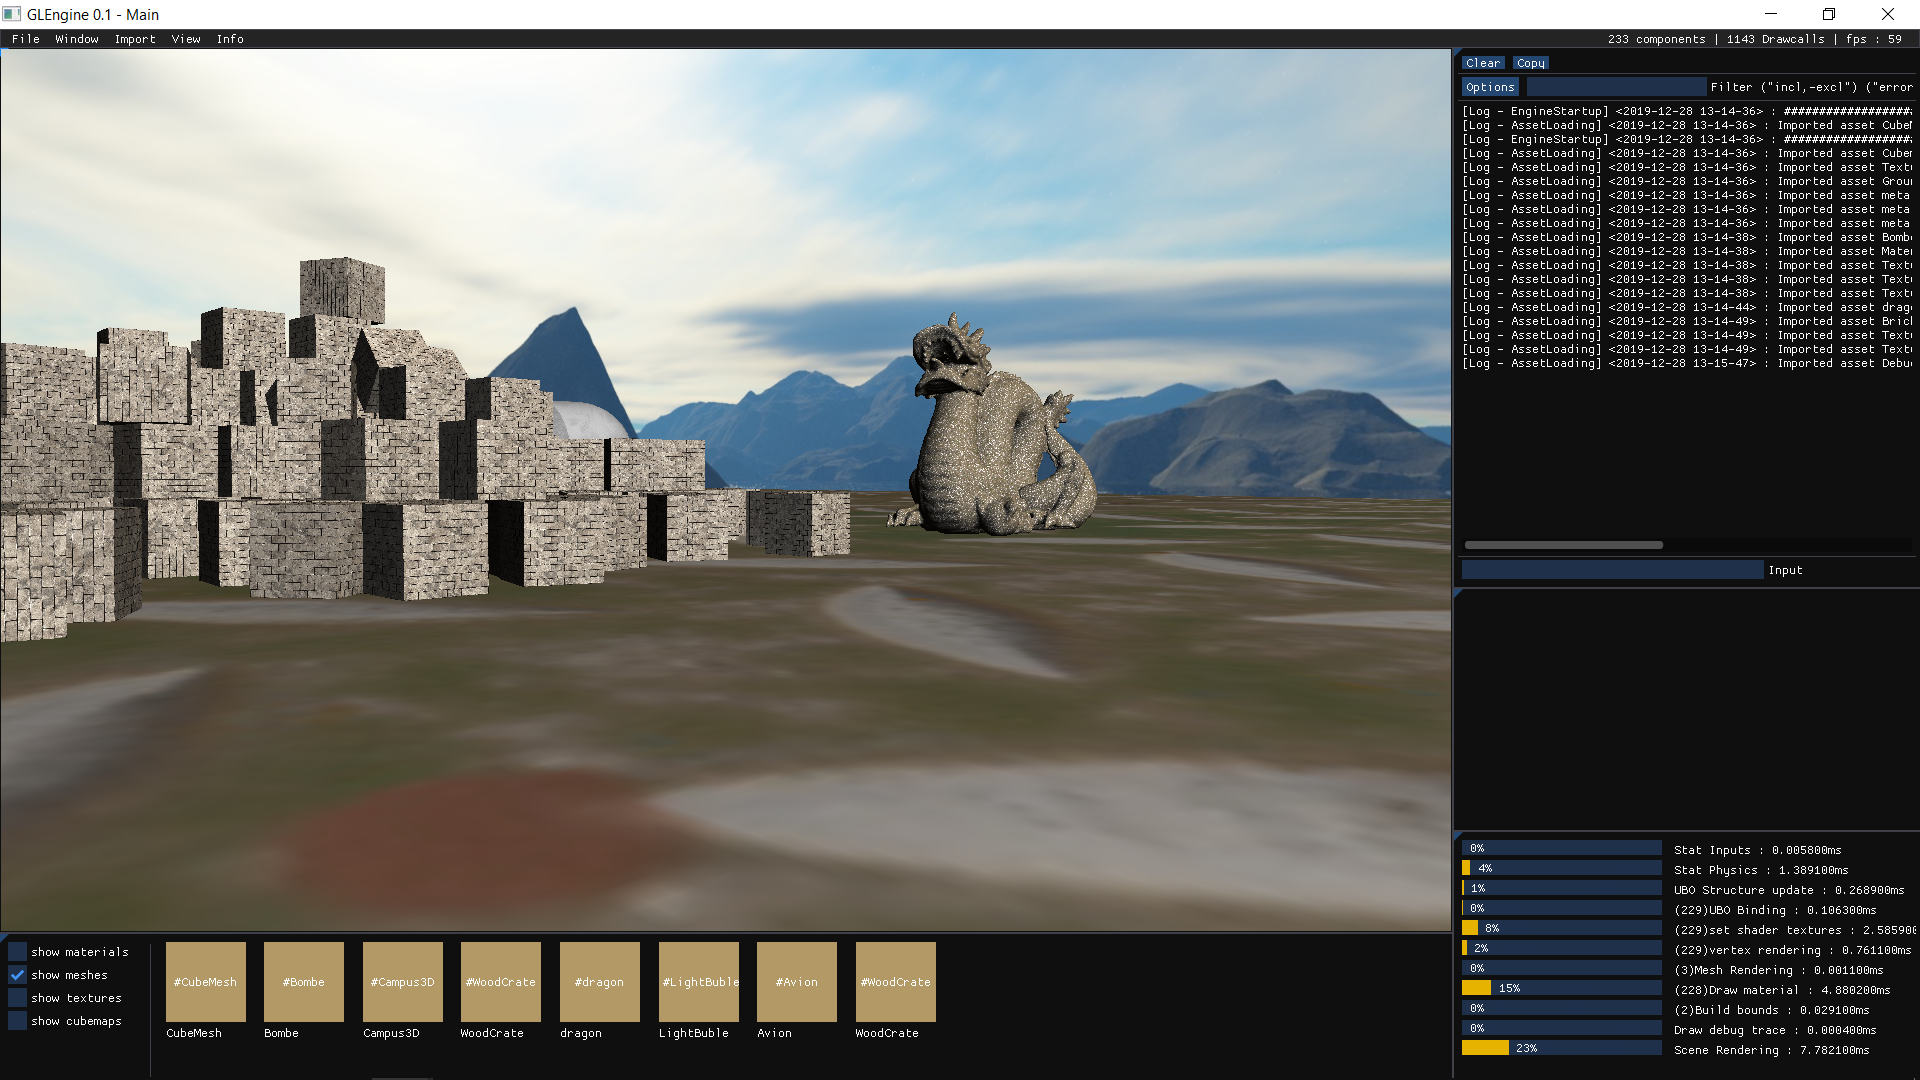 GLEngine 0.1 - Main
File Window Import View Info
233 components | 1143 Drawcalls | fps : 59
Clear Copy
Options Filter ("incl,-excl") ("error
[Log - EngineStartup] <2019-12-28 13-14-36> : ##################
[Log - AssetLoading] <2019-12-28 13-14-36> : Imported asset CubeM
[Log - EngineStartup] <2019-12-28 13-14-36> : ##################
[Log - AssetLoading] <2019-12-28 13-14-36> : Imported asset Cubem
[Log - AssetLoading] <2019-12-28 13-14-36> : Imported asset Textu
[Log - AssetLoading] <2019-12-28 13-14-36> : Imported asset Groun
[Log - AssetLoading] <2019-12-28 13-14-36> : Imported asset meta
[Log - AssetLoading] <2019-12-28 13-14-36> : Imported asset meta
[Log - AssetLoading] <2019-12-28 13-14-36> : Imported asset meta
[Log - AssetLoading] <2019-12-28 13-14-38> : Imported asset Bombe
[Log - AssetLoading] <2019-12-28 13-14-38> : Imported asset Mater
[Log - AssetLoading] <2019-12-28 13-14-38> : Imported asset Textu
[Log - AssetLoading] <2019-12-28 13-14-38> : Imported asset Textu
[Log - AssetLoading] <2019-12-28 13-14-38> : Imported asset Textu
[Log - AssetLoading] <2019-12-28 13-14-44> : Imported asset drago
[Log - AssetLoading] <2019-12-28 13-14-49> : Imported asset Brick
[Log - AssetLoading] <2019-12-28 13-14-49> : Imported asset Textu
[Log - AssetLoading] <2019-12-28 13-14-49> : Imported asset Textu
[Log - AssetLoading] <2019-12-28 13-15-47> : Imported asset Debug
Input
0% Stat Inputs : 0.005800ms
4% Stat Physics : 1.389100ms
1% UBO Structure update : 0.268900ms
0% (229)UBO Binding : 0.106300ms
8% (229)set shader textures : 2.585900
2% (229)vertex rendering : 0.761100ms
0% (3)Mesh Rendering : 0.001100ms
15% (228)Draw material : 4.880200ms
0% (2)Build bounds : 0.029100ms
0% Draw debug trace : 0.000400ms
23% Scene Rendering : 7.782100ms
show materials
show meshes
show textures
show cubemaps
#CubeMesh #Bombe #Campus3D #WoodCrate #dragon #LightBuble #Avion #WoodCrate
CubeMesh Bombe Campus3D WoodCrate dragon LightBuble Avion WoodCrate